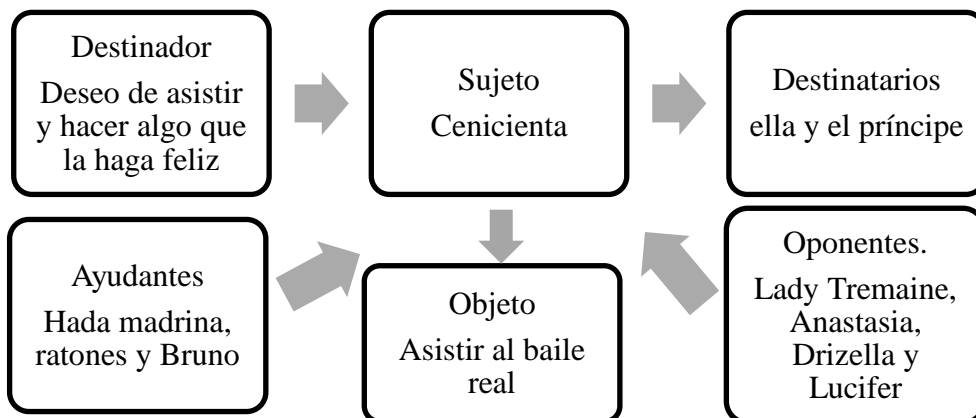 Destinador
Deseo de asistir
y hacer algo que
la haga feliz
Sujeto
Cenicienta
Destinatarios
ella y el príncipe
Ayudantes
Hada madrina,
ratones y Bruno
Objeto
Asistir al baile
real
Oponentes.
Lady Tremaine,
Anastasia,
Drizella y
Lucifer